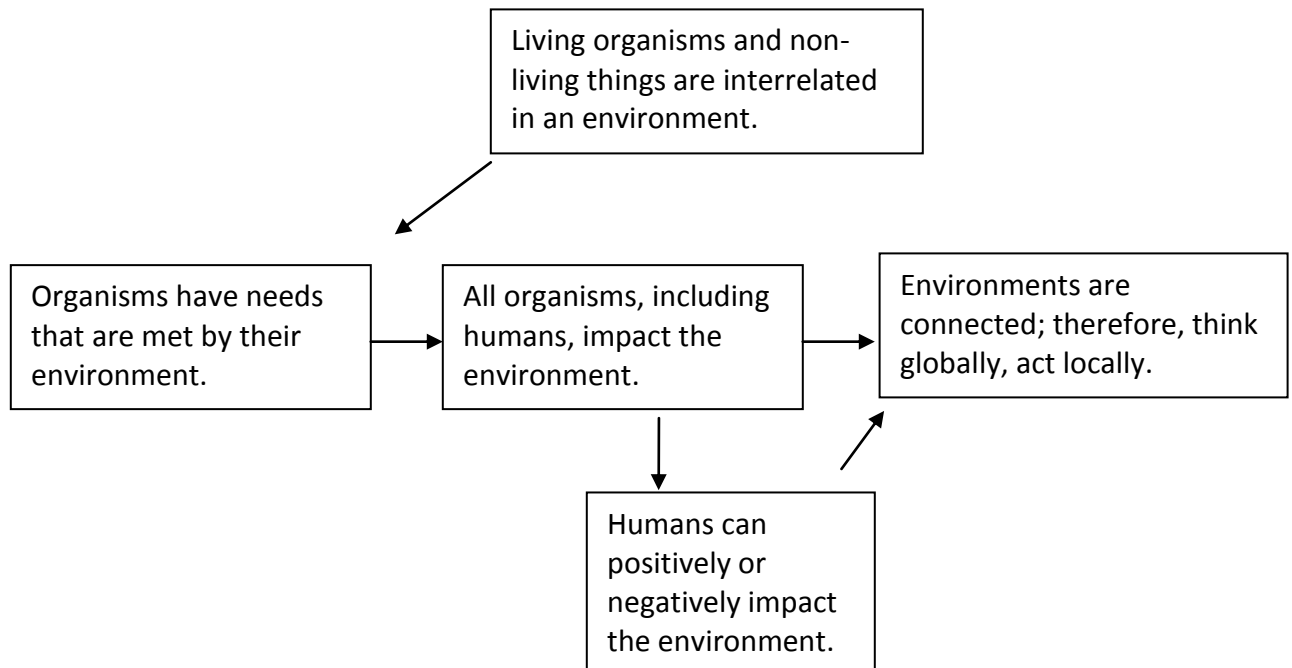 Living organisms and non-
living things are interrelated
in an environment.
Organisms have needs
that are met by their
environment.
All organisms, including
humans, impact the
environment.
Environments are
connected; therefore, think
globally, act locally.
Humans can
positively or
negatively impact
the environment.